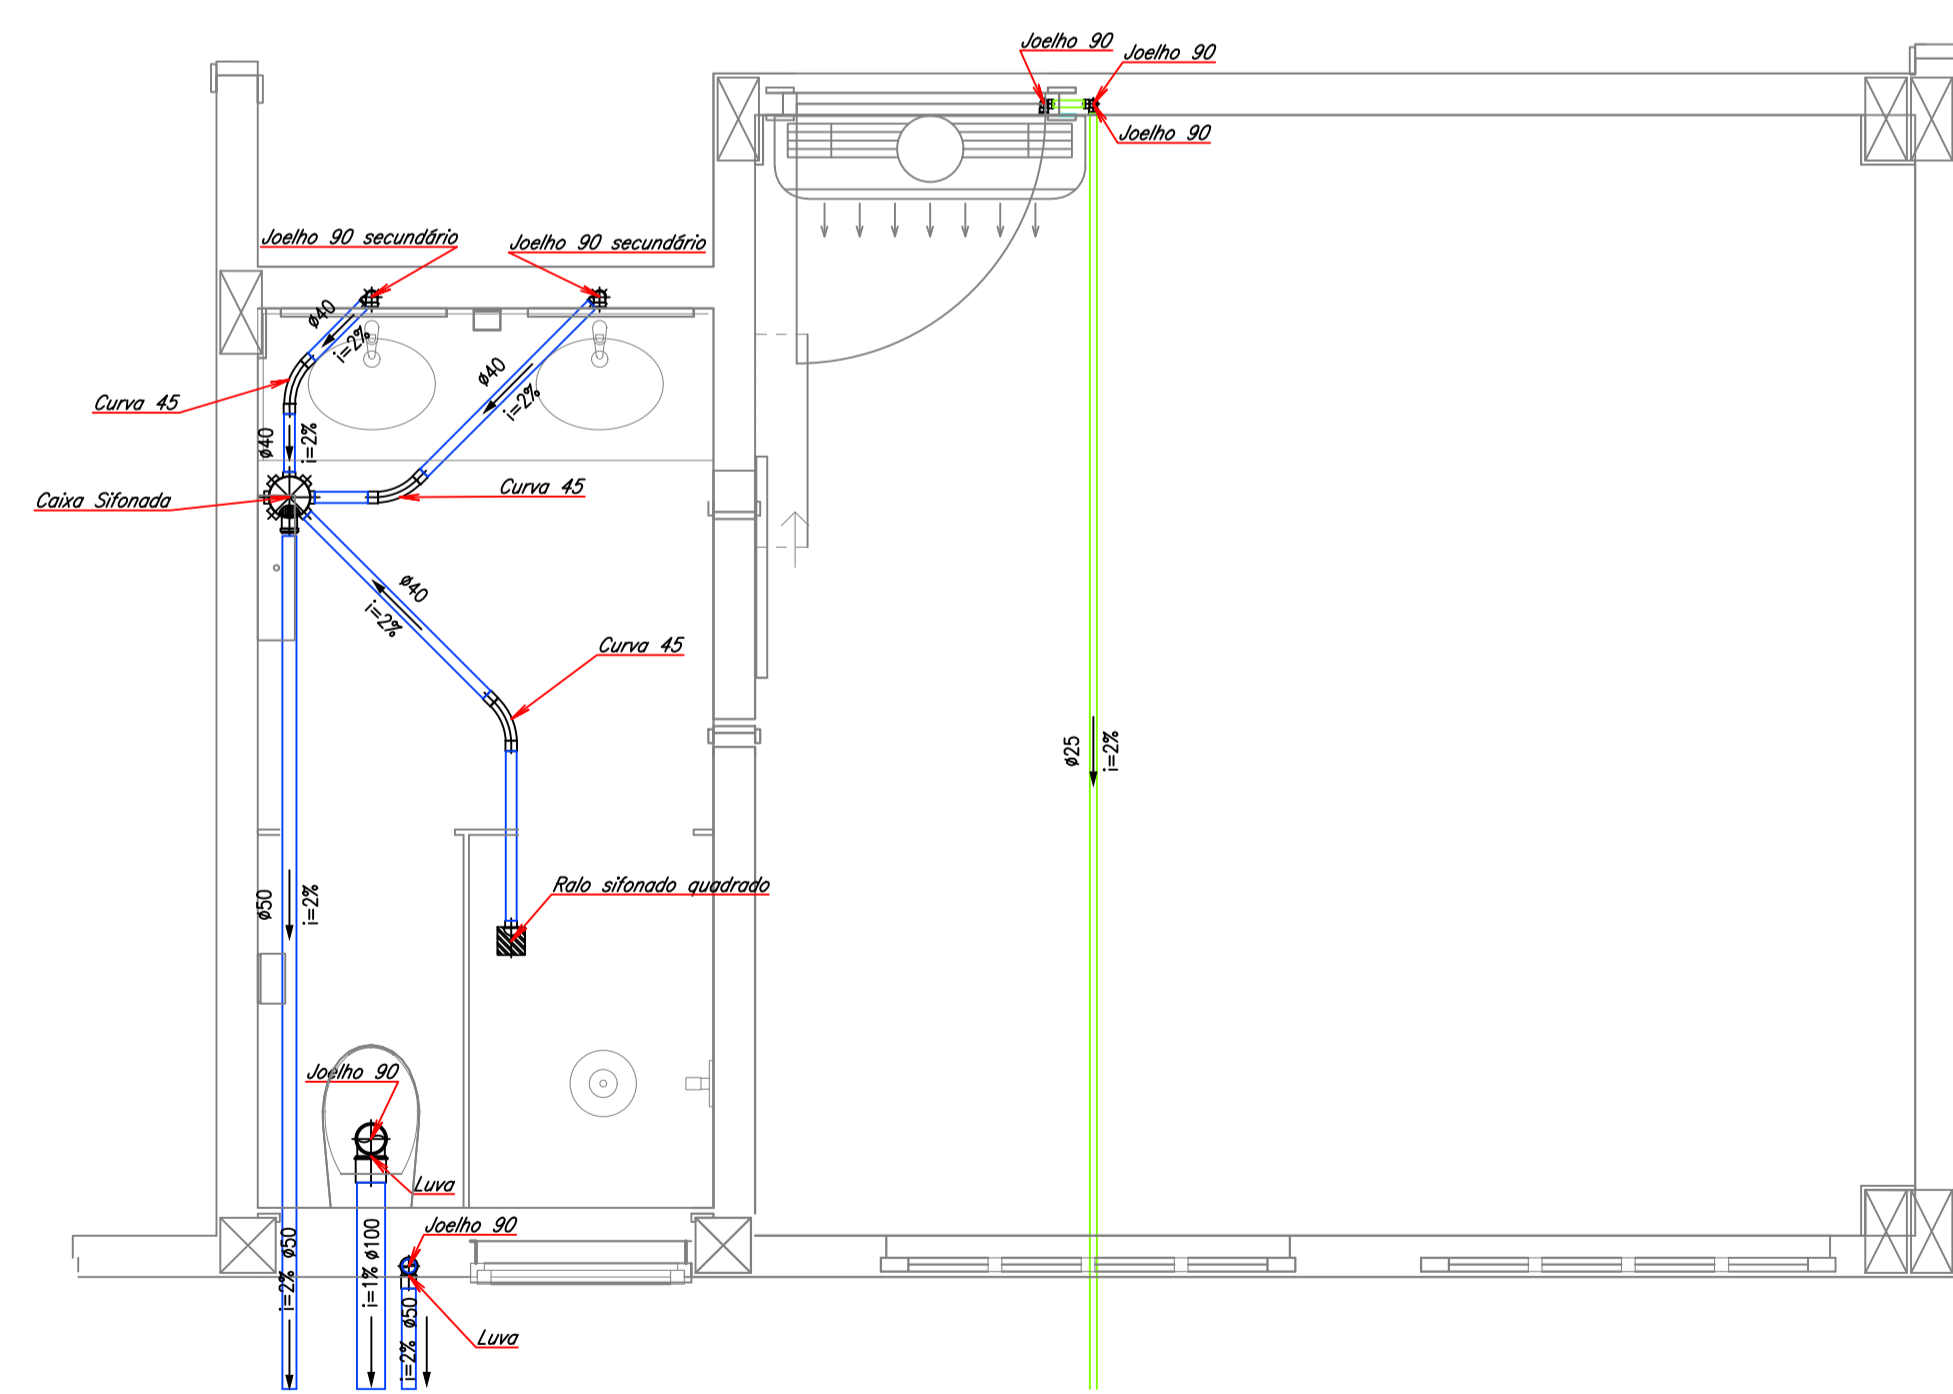 Joelho 90
Joelho 90
Joelho 90
Joelho 90 secundário
Joelho 90 secundário
ø40
i=2%
ø40
i=2%
Curva 45
ø40
i=2%
Caixa Sifonada
Curva 45
ø40
i=2%
Curva 45
ø25
i=2%
ø50
i=2%
Ralo sifonado quadrado
Joelho 90
Luva
Joelho 90
i=2% ø50
i=1% ø100
i=2% ø50
Luva